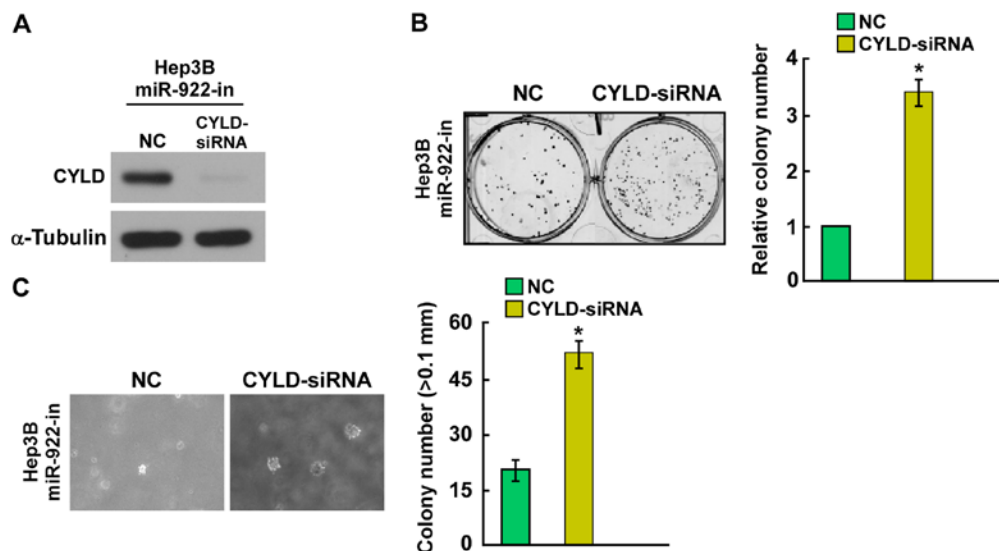 A
Hep3B
miR-922-in
NC
CYLD-
siRNA
CYLD
α-Tubulin
B
NC
CYLD-siRNA
Hep3B
miR-922-in
NC
CYLD-siRNA
Relative colony number
4
3
2
1
0
*
C
NC
CYLD-siRNA
Hep3B
miR-922-in
NC
CYLD-siRNA
Colony number (>0.1 mm)
60
45
30
15
0
*